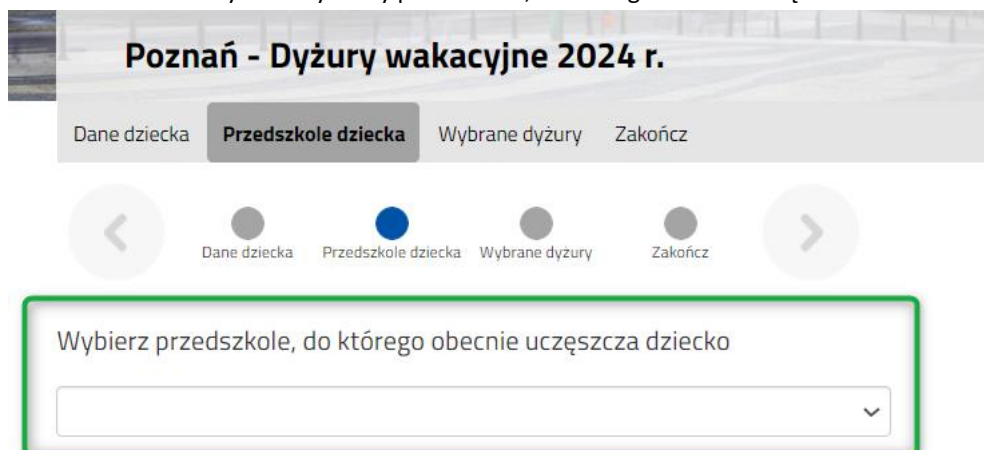 Poznań - Dyżury wakacyjne 2024 r.
Dane dziecka Przedszkole dziecka Wybrane dyżury Zakończ
Dane dziecka Przedszkole dziecka Wybrane dyżury Zakończ
Wybierz przedszkole, do którego obecnie uczęszcza dziecko